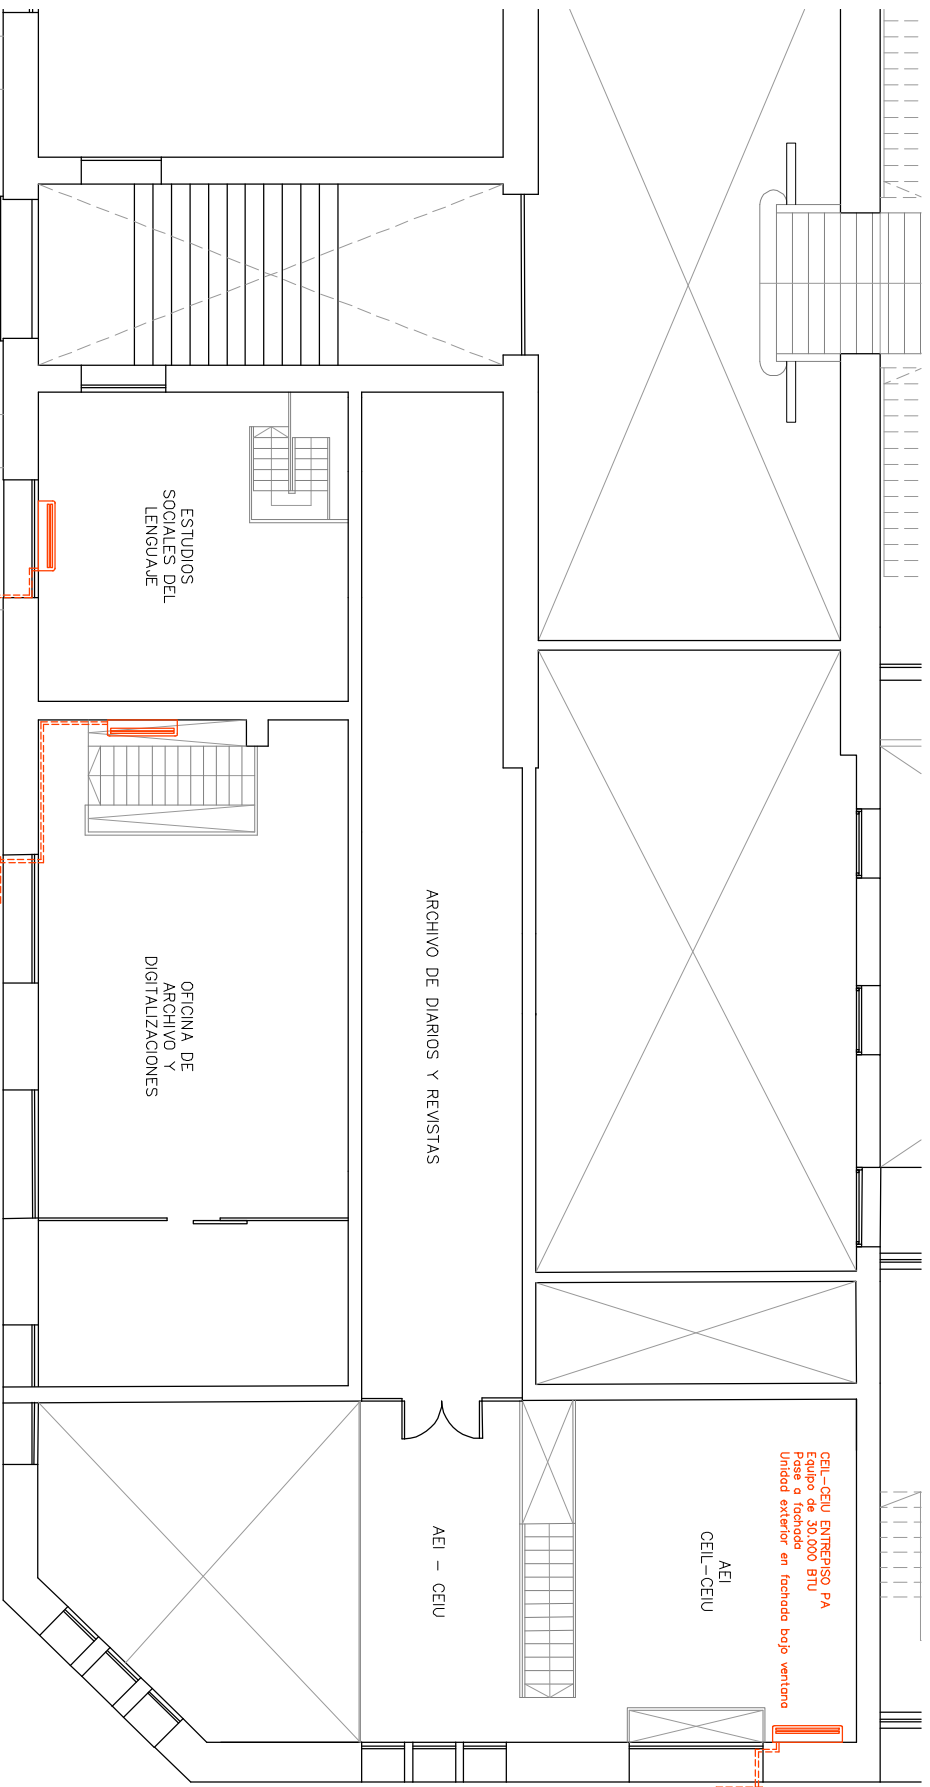 ESTUDIOS
SOCIALES DEL
LENGUAJE
OFICINA DE
ARCHIVO Y
DIGITALIZACIONES
ARCHIVO DE DIARIOS Y REVISTAS
AEI - CEIU
AEI
CEIL-CEIU
CEIL-CEIU ENTREPISO PA
Equipo de 30.000 BTU
Pase a fachada
Unidad exterior en fachada bajo ventana